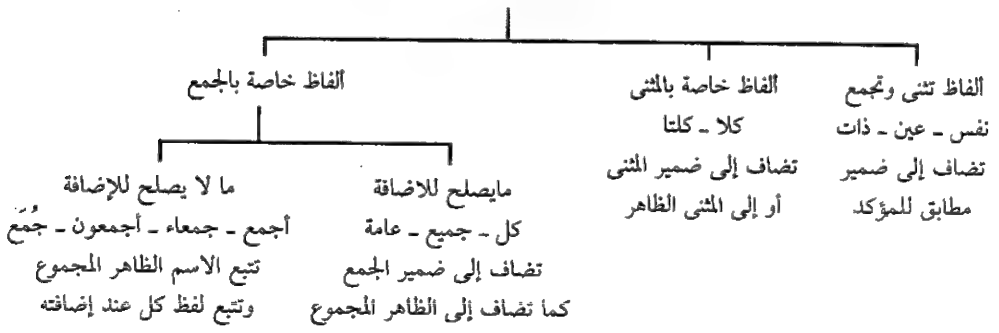 ألفاظ تثنى وتجمع
نفس - عين - ذات
تضاف إلى ضمير
مطابق للمؤكد
ألفاظ خاصة بالمثنى
كلا - كلتا
تضاف إلى ضمير المثنى
أو إلى المثنى الظاهر
ألفاظ خاصة بالجمع
مايصلح للاضافة
كل - جميع - عامة
تضاف إلى ضمير الجمع
كما تضاف إلى الظاهر المجموع
ما لا يصلح للإضافة
أجمع - جمعاء - أجمعون - جُمَع
تتبع الاسم الظاهر المجموع
وتتبع لفظ كل عند إضافته